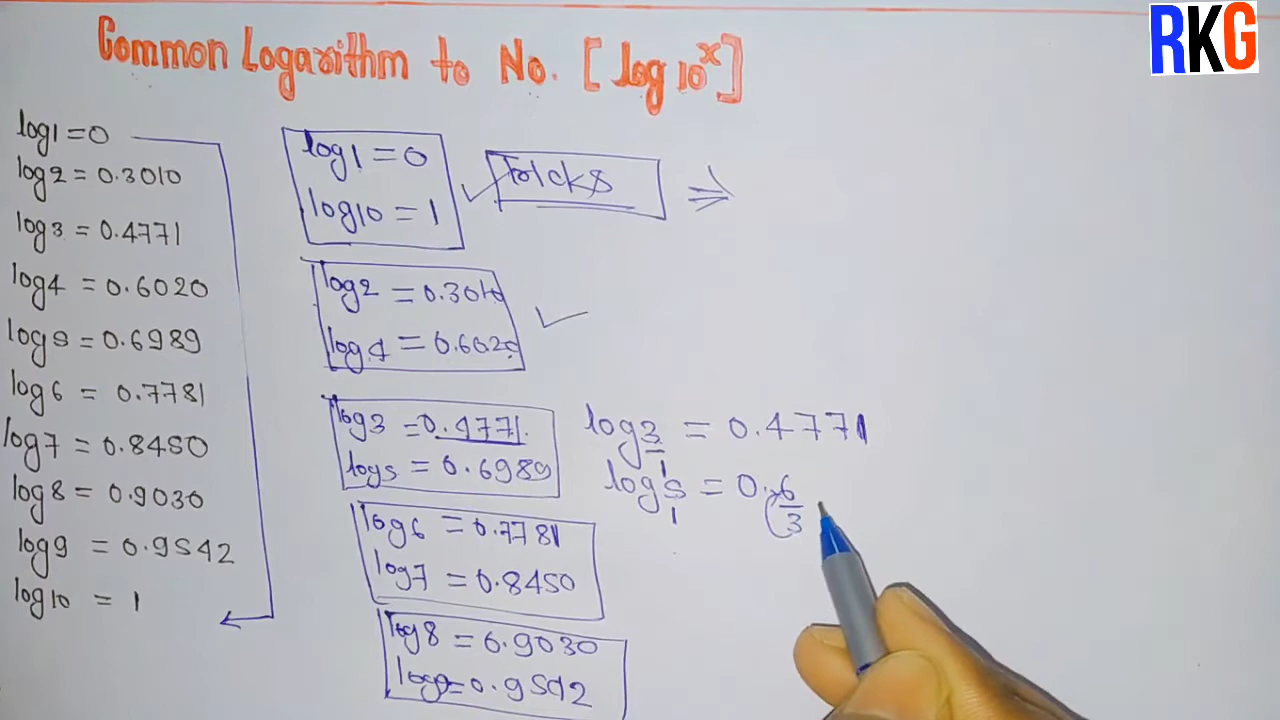 RKG
Common Logarithm to No. [log 10^x]
log1 = 0
log2 = 0.3010
log3 = 0.4771
log4 = 0.6020
log5 = 0.6989
log6 = 0.7781
log7 = 0.8450
log8 = 0.9030
log9 = 0.9542
log10 = 1
log1 = 0
log10 = 1
Tricks
log2 = 0.3010
log4 = 0.6020
log3 = 0.4771
log5 = 0.6989
log6 = 0.7781
log7 = 0.8450
log8 = 0.9030
log9 = 0.9542
log3 = 0.4771
1
log5 = 0.6
1
3